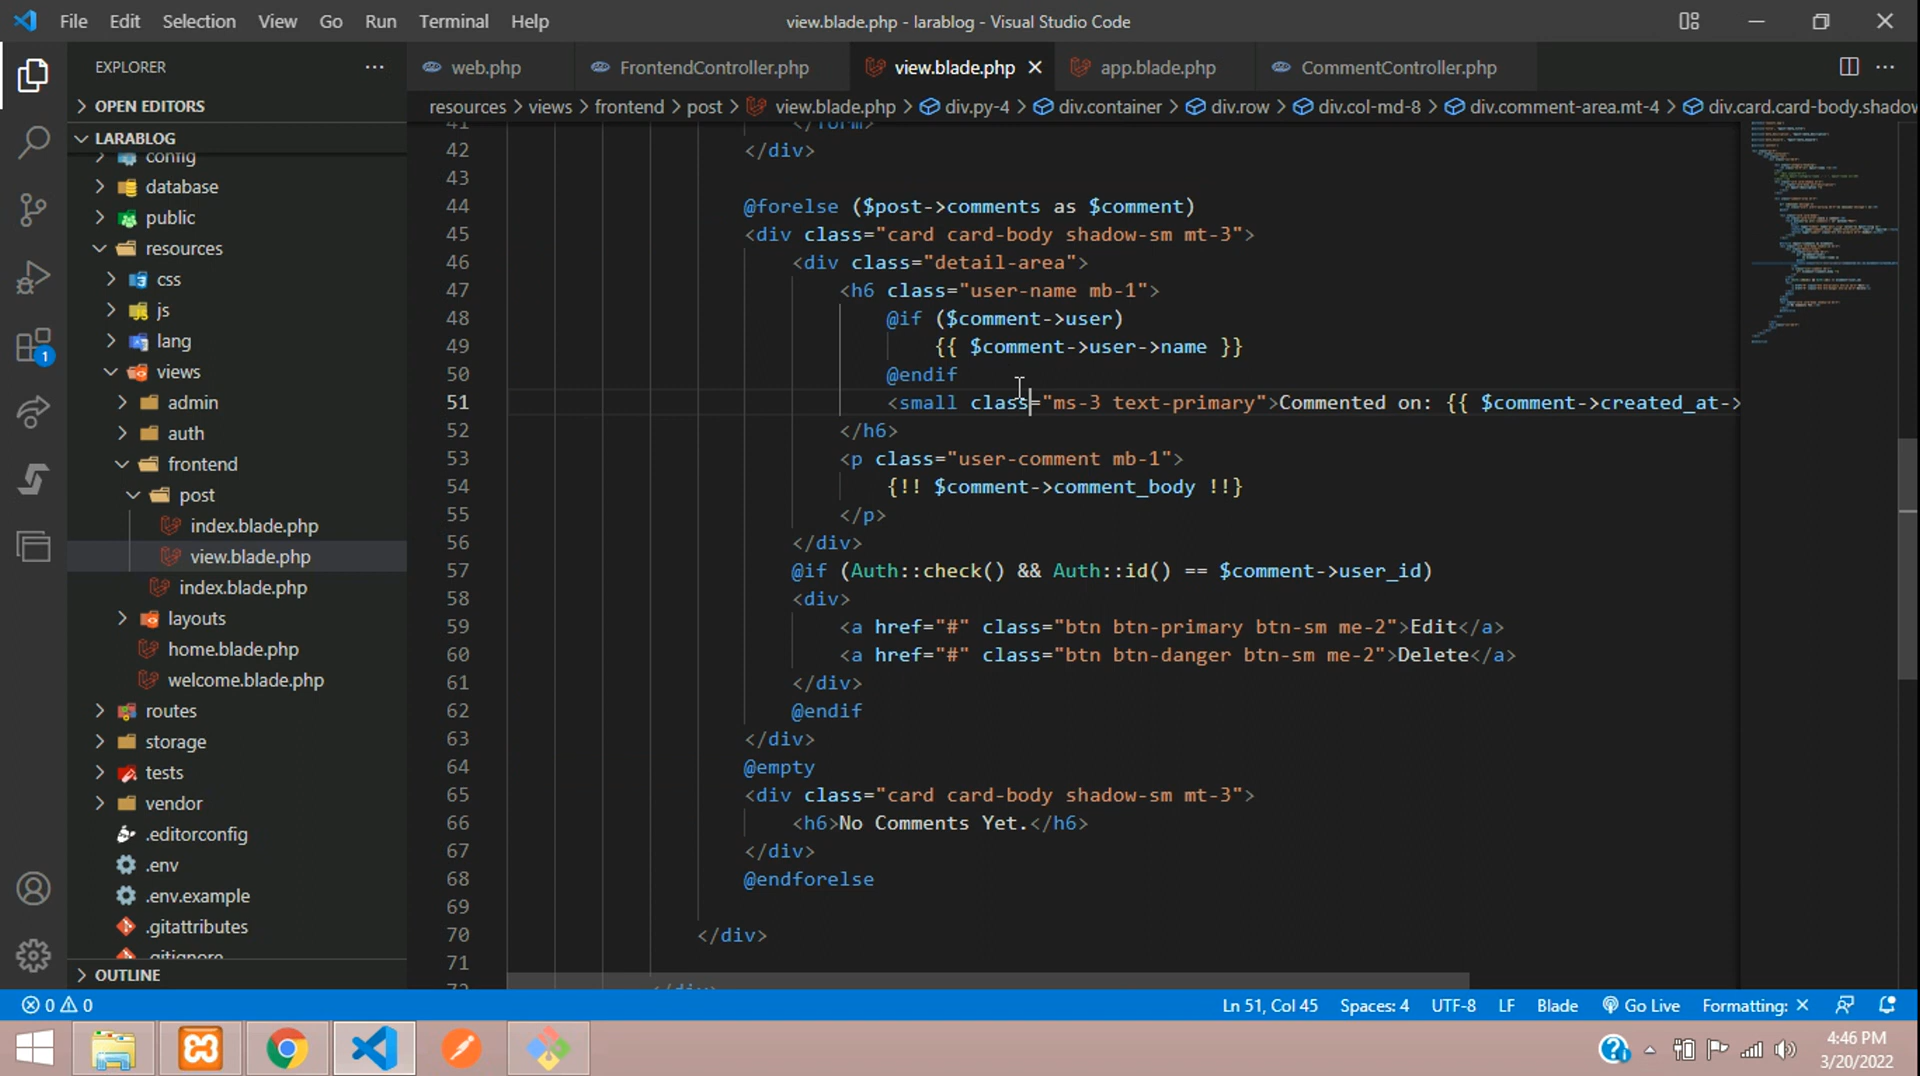 File Edit Selection View Go Run Terminal Help
view.blade.php - larablog - Visual Studio Code
EXPLORER
OPEN EDITORS
LARABLOG
config
database
public
resources
css
js
lang
views
admin
auth
frontend
post
index.blade.php
view.blade.php
index.blade.php
layouts
home.blade.php
welcome.blade.php
routes
storage
tests
vendor
.editorconfig
.env
.env.example
.gitattributes
.gitignore
OUTLINE
1
web.php FrontendController.php view.blade.php app.blade.php CommentController.php
resources > views > frontend > post > view.blade.php > div.py-4 > div.container > div.row > div.col-md-8 > div.comment-area.mt-4 > div.card.card-body.shadow
41 </form>
42 </div>
43
44 @forelse ($post->comments as $comment)
45 <div class="card card-body shadow-sm mt-3">
46 <div class="detail-area">
47 <h6 class="user-name mb-1">
48 @if ($comment->user)
49 {{ $comment->user->name }}
50 @endif
51 <small class="ms-3 text-primary">Commented on: {{ $comment->created_at->
52 </h6>
53 <p class="user-comment mb-1">
54 {!! $comment->comment_body !!}
55 </p>
56 </div>
57 @if (Auth::check() && Auth::id() == $comment->user_id)
58 <div>
59 <a href="#" class="btn btn-primary btn-sm me-2">Edit</a>
60 <a href="#" class="btn btn-danger btn-sm me-2">Delete</a>
61 </div>
62 @endif
63 </div>
64 @empty
65 <div class="card card-body shadow-sm mt-3">
66 <h6>No Comments Yet.</h6>
67 </div>
68 @endforelse
69
70 </div>
71
72 </div>
0 0 Ln 51, Col 45 Spaces: 4 UTF-8 LF Blade Go Live Formatting: ×
4:46 PM
3/20/2022